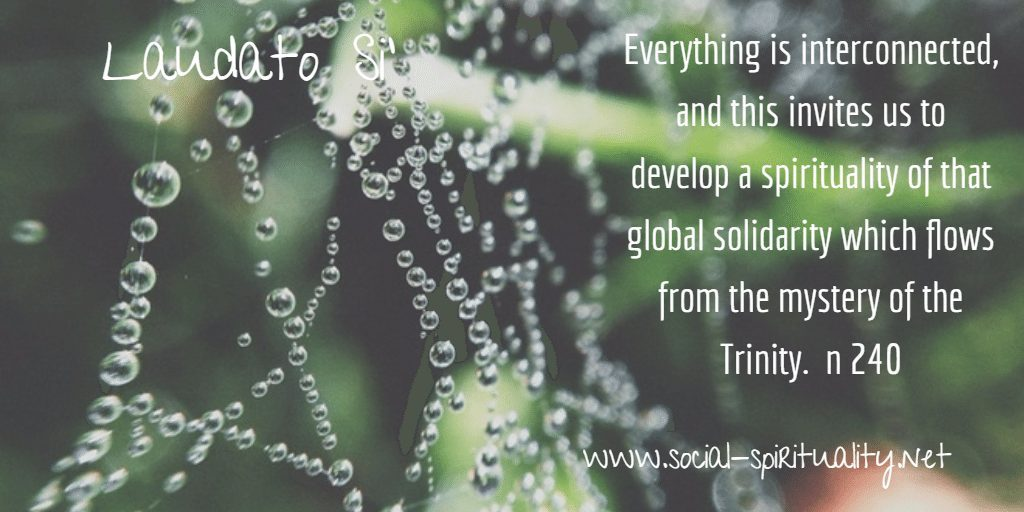 Laudato Si'
Everything is interconnected,
and this invites us to
develop a spirituality of that
global solidarity which flows
from the mystery of the
Trinity.  n 240
www.social-spirituality.net